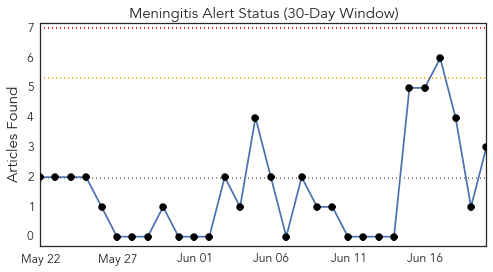 Meningitis Alert Status (30-Day Window)
Articles Found
7
6
5
4
3
2
1
0
May 22
May 27
Jun 01
Jun 06
Jun 11
Jun 16